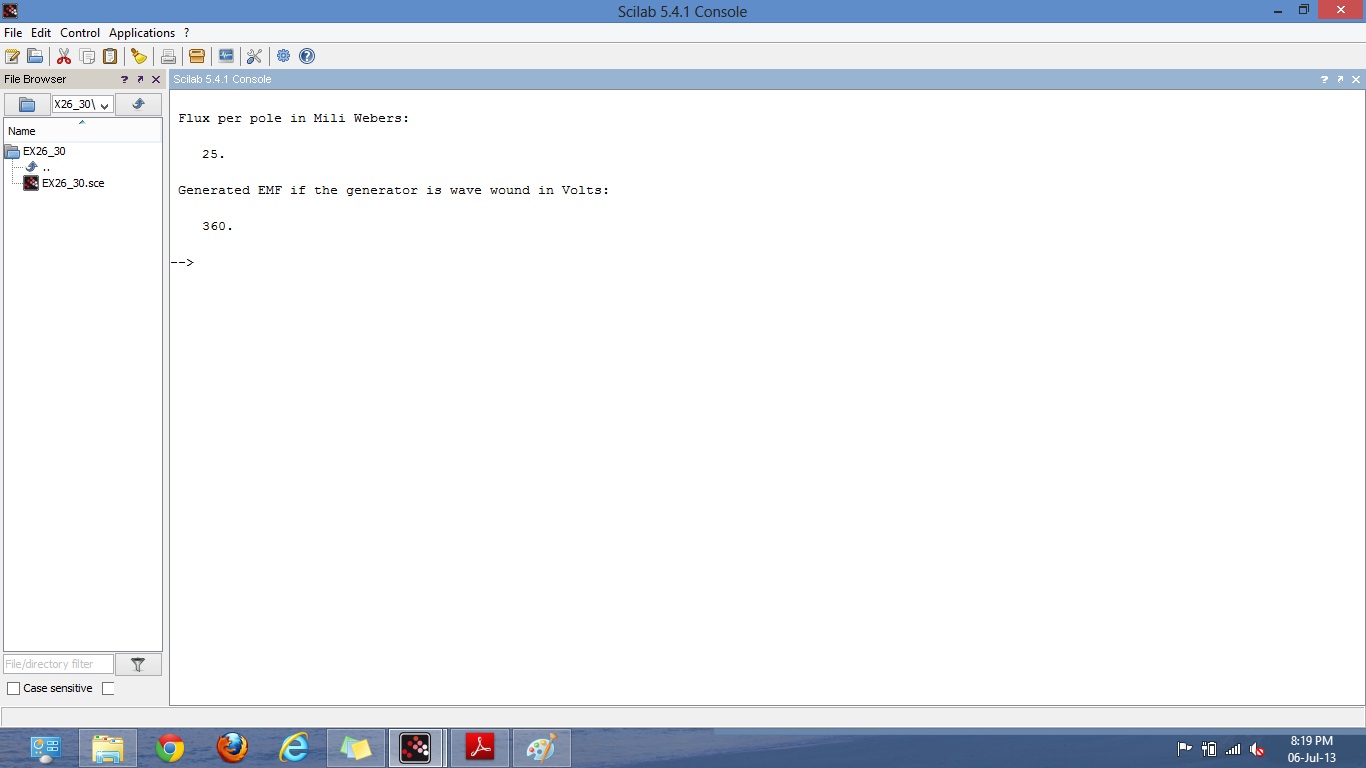 Scilab 5.4.1 Console
File Edit Control Applications ?
File Browser ? 
Scilab 5.4.1 Console ?
X26_30\
Name
EX26_30
..
EX26_30.sce
Flux per pole in Mili Webers:
25.
Generated EMF if the generator is wave wound in Volts:
360.
-->
File/directory filter
Case sensitive
8:19 PM
06-Jul-13